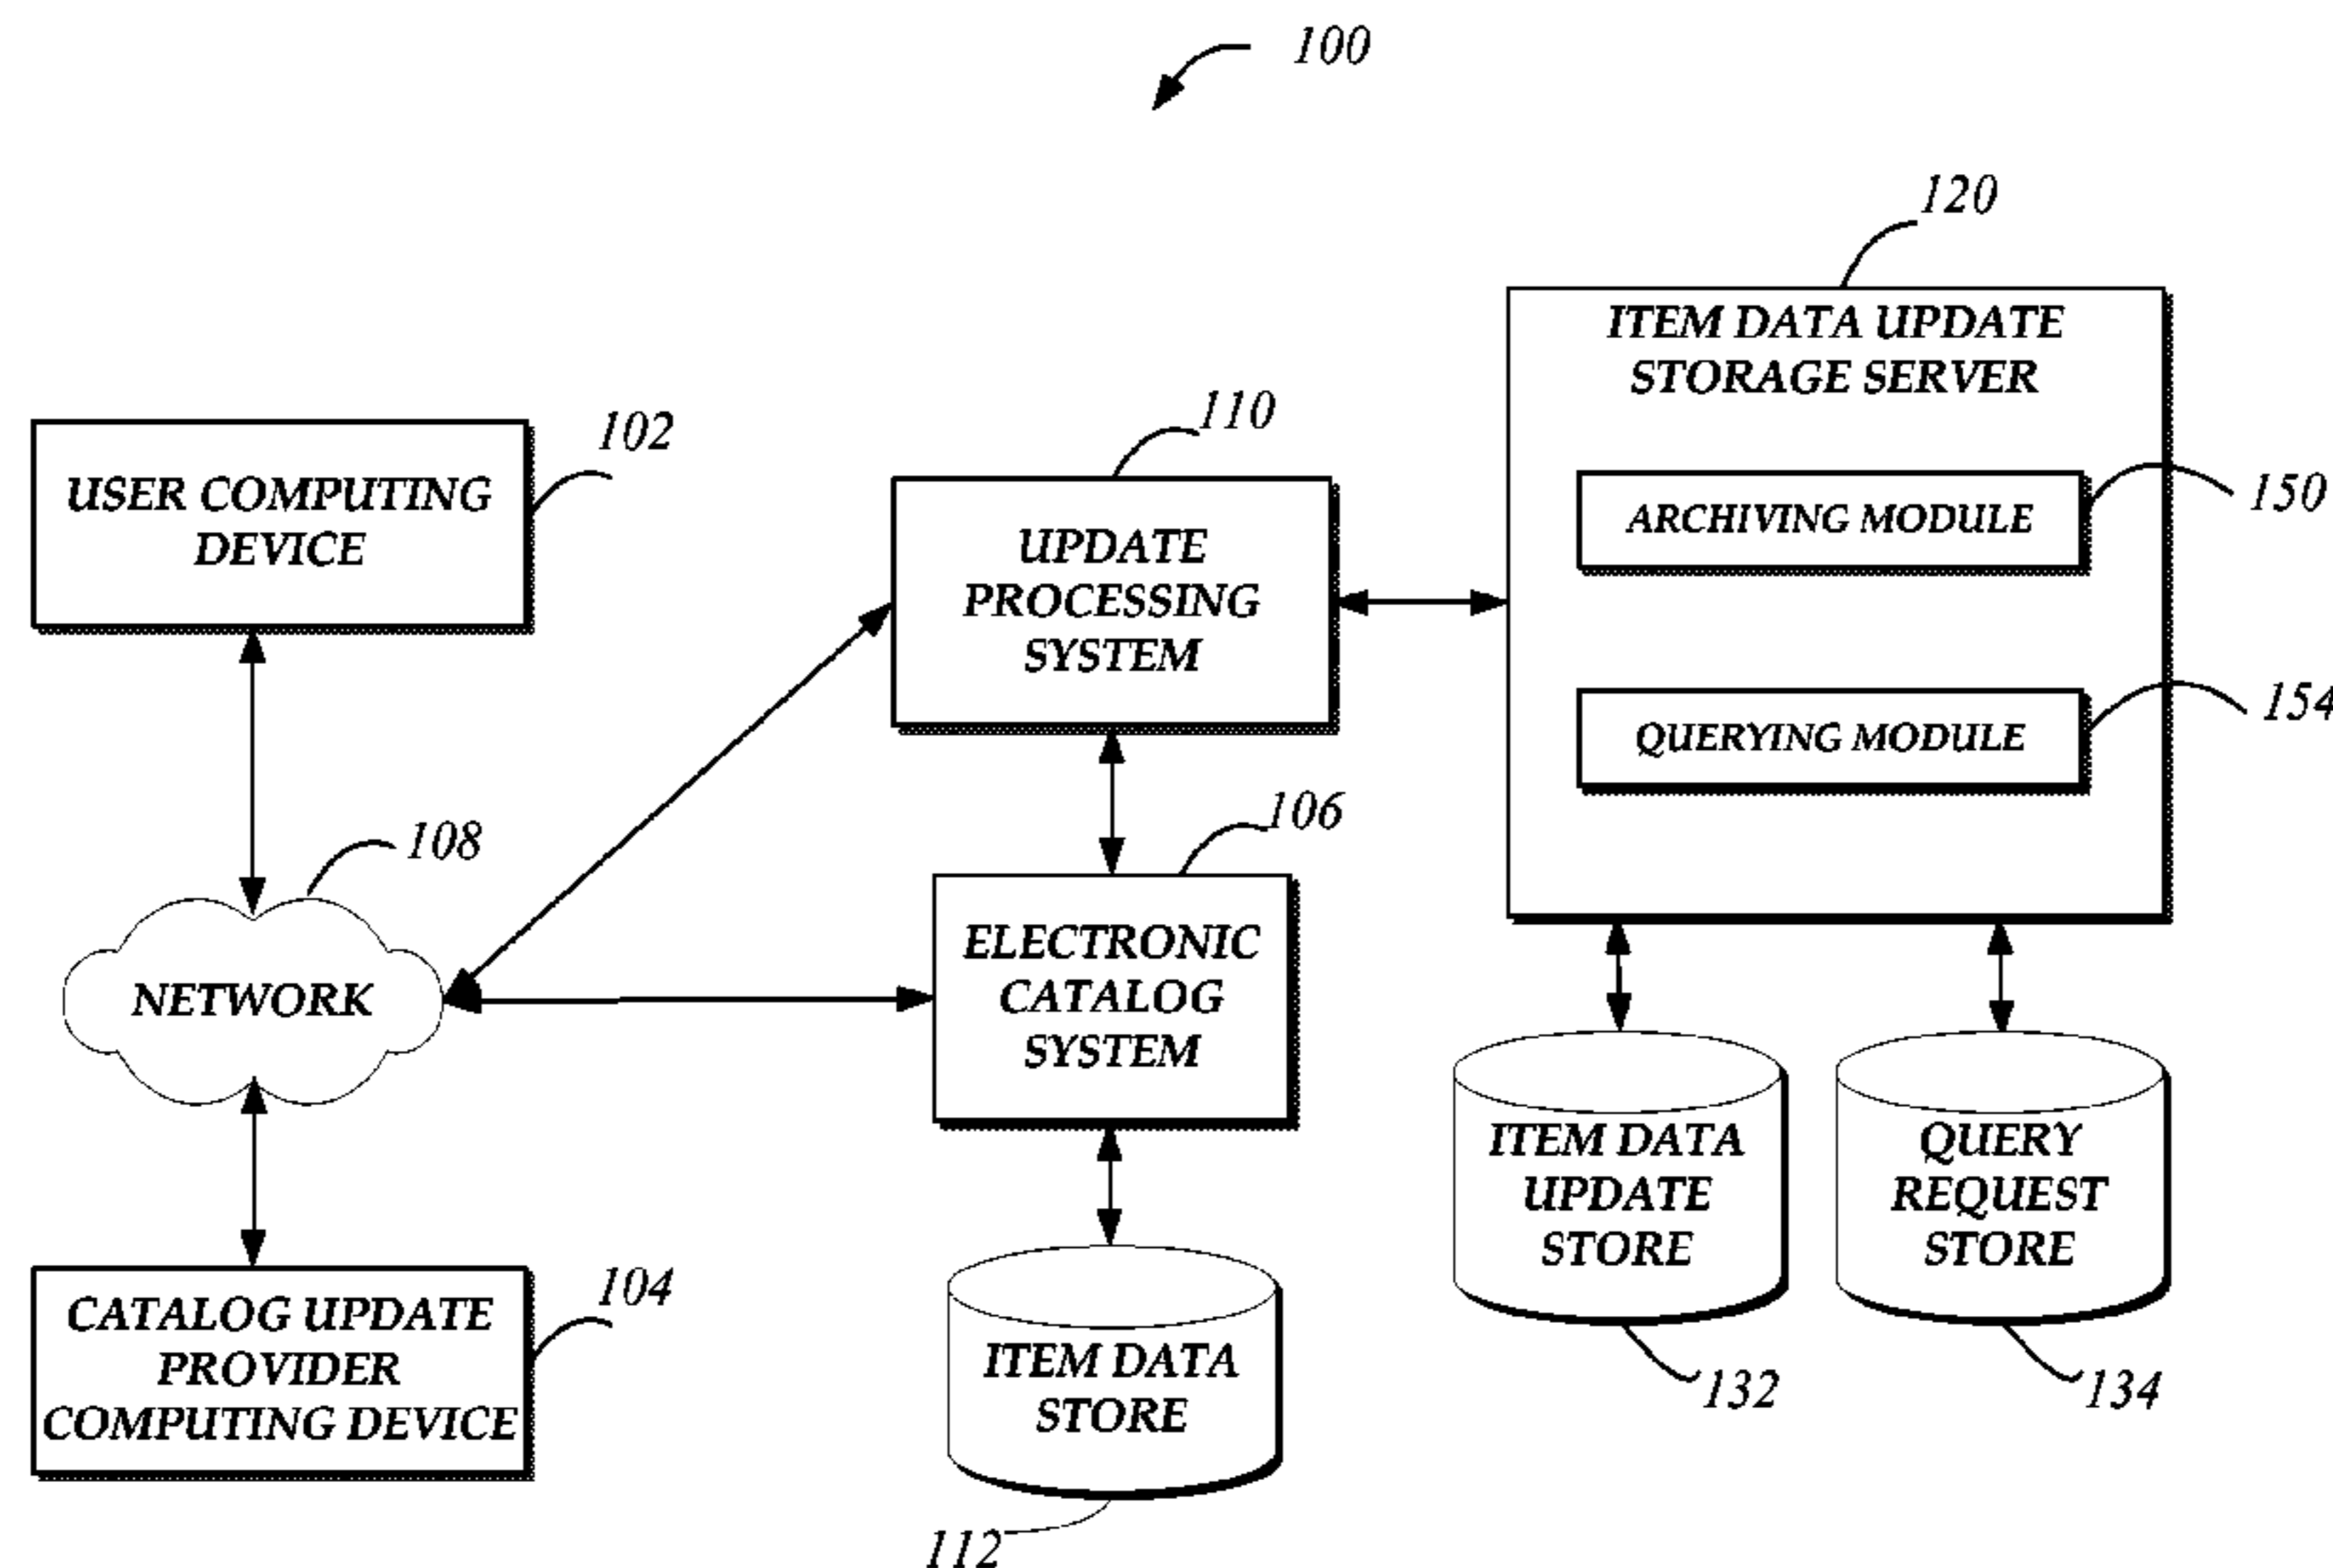 100
120
ITEM DATA UPDATE
STORAGE SERVER
110
102
USER COMPUTING
DEVICE
150
ARCHIVING MODULE
UPDATE
PROCESSING
SYSTEM
154
QUERYING MODULE
106
108
ELECTRONIC
CATALOG
SYSTEM
NETWORK
ITEM DATA
UPDATE
STORE
QUERY
REQUEST
STORE
104
CATALOG UPDATE
PROVIDER
COMPUTING DEVICE
ITEM DATA
STORE
132
134
112